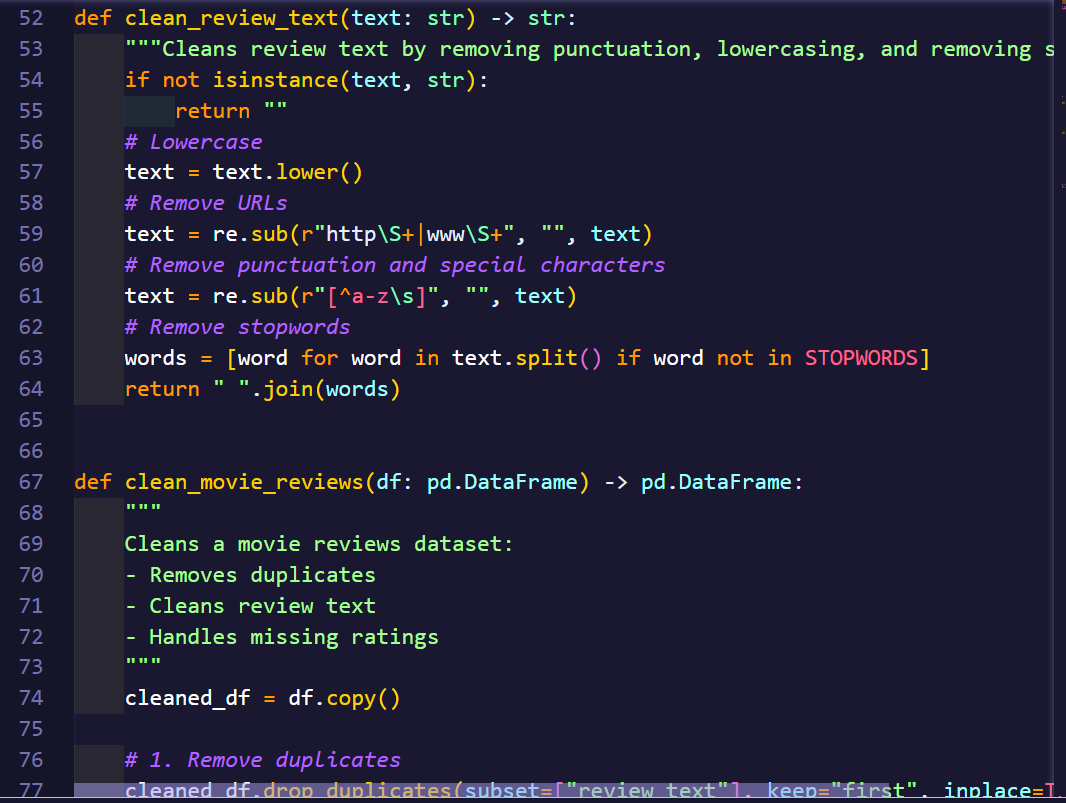 52 def clean_review_text(text: str) -> str:
53     """Cleans review text by removing punctuation, lowercasing, and removing s
54     if not isinstance(text, str):
55         return ""
56     # Lowercase
57     text = text.lower()
58     # Remove URLs
59     text = re.sub(r"http\S+|www\S+", "", text)
60     # Remove punctuation and special characters
61     text = re.sub(r"[^a-z\s]", "", text)
62     # Remove stopwords
63     words = [word for word in text.split() if word not in STOPWORDS]
64     return " ".join(words)
65
66
67 def clean_movie_reviews(df: pd.DataFrame) -> pd.DataFrame:
68     """
69     Cleans a movie reviews dataset:
70     - Removes duplicates
71     - Cleans review text
72     - Handles missing ratings
73     """
74     cleaned_df = df.copy()
75
76     # 1. Remove duplicates
77     cleaned_df.drop_duplicates(subset=["review_text"], keep="first", inplace=T